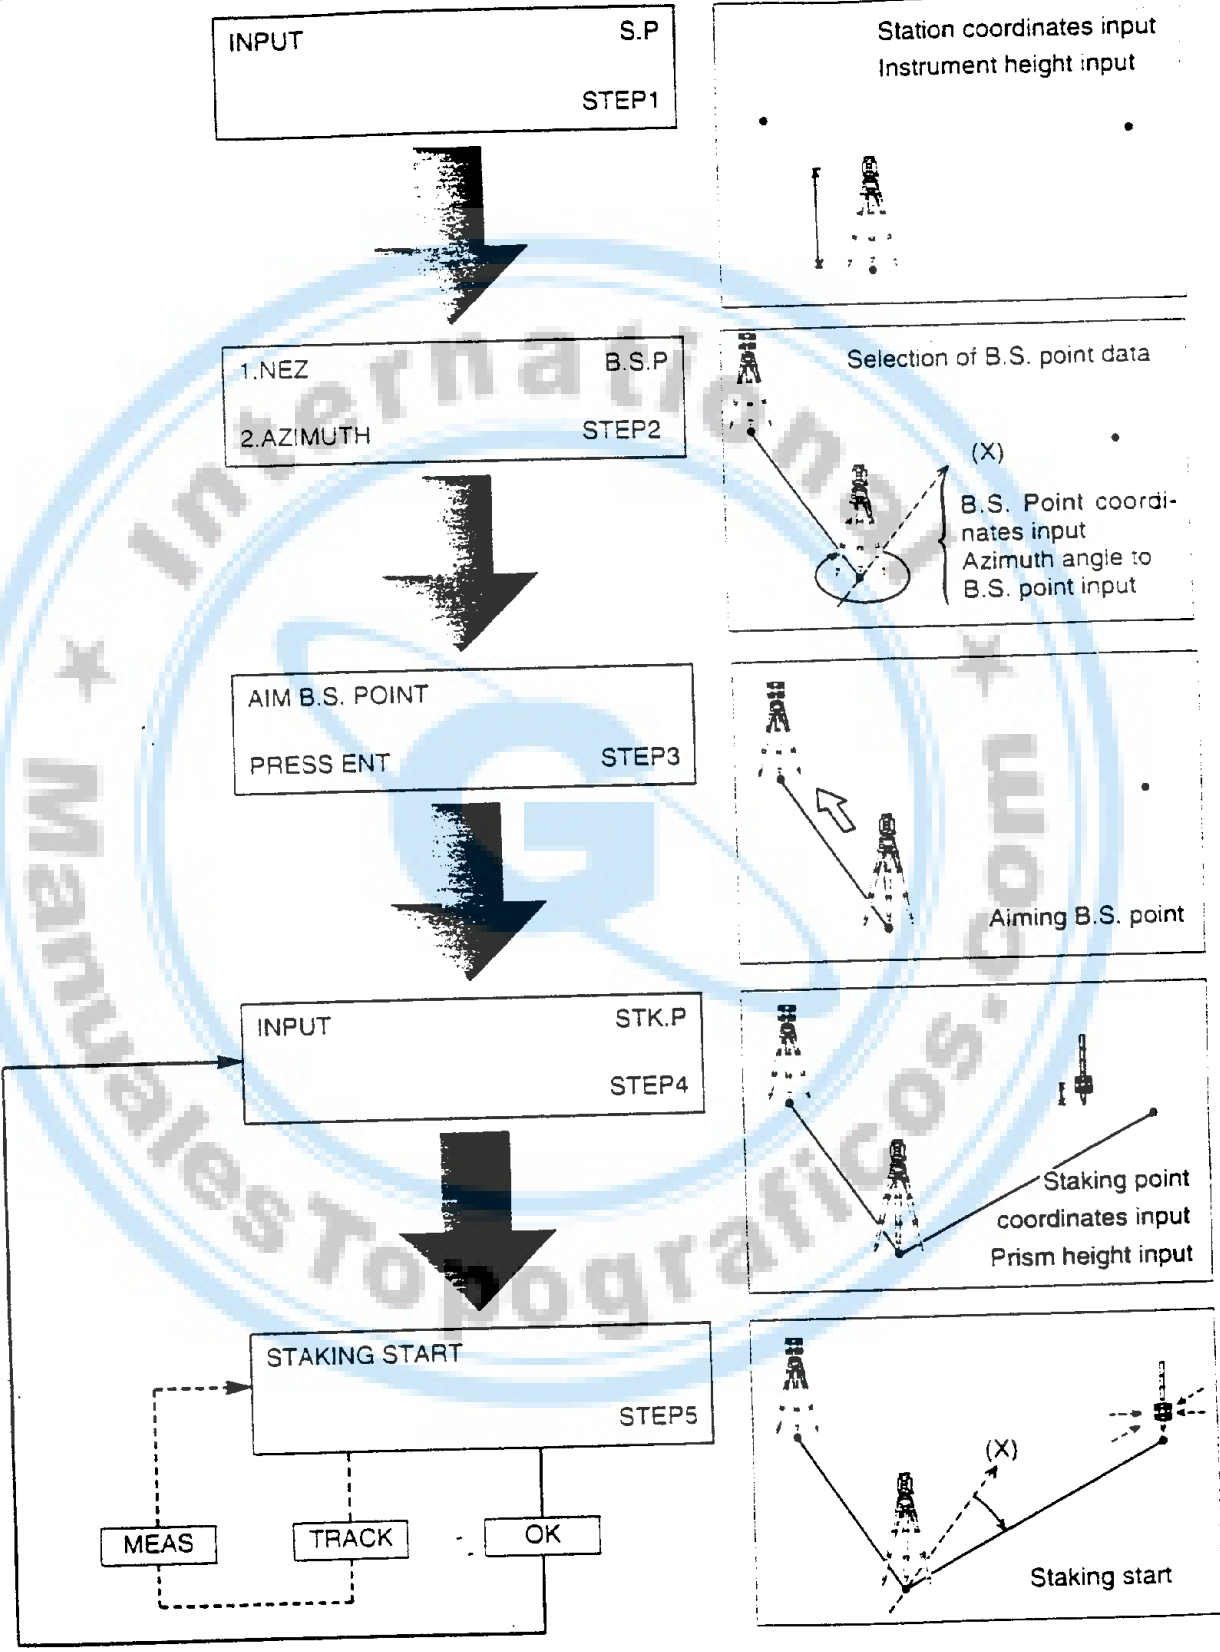 INPUT S.P
STEP1
Station coordinates input
Instrument height input
1.NEZ B.S.P
2.AZIMUTH STEP2
Selection of B.S. point data
(X)
B.S. Point coordi-
nates input
Azimuth angle to
B.S. point input
AIM B.S. POINT
PRESS ENT STEP3
Aiming B.S. point
INPUT STK.P
STEP4
Staking point
coordinates input
Prism height input
STAKING START
STEP5
MEAS TRACK OK
(X)
Staking start
International
★ ManualesTopograficos.com ★
G